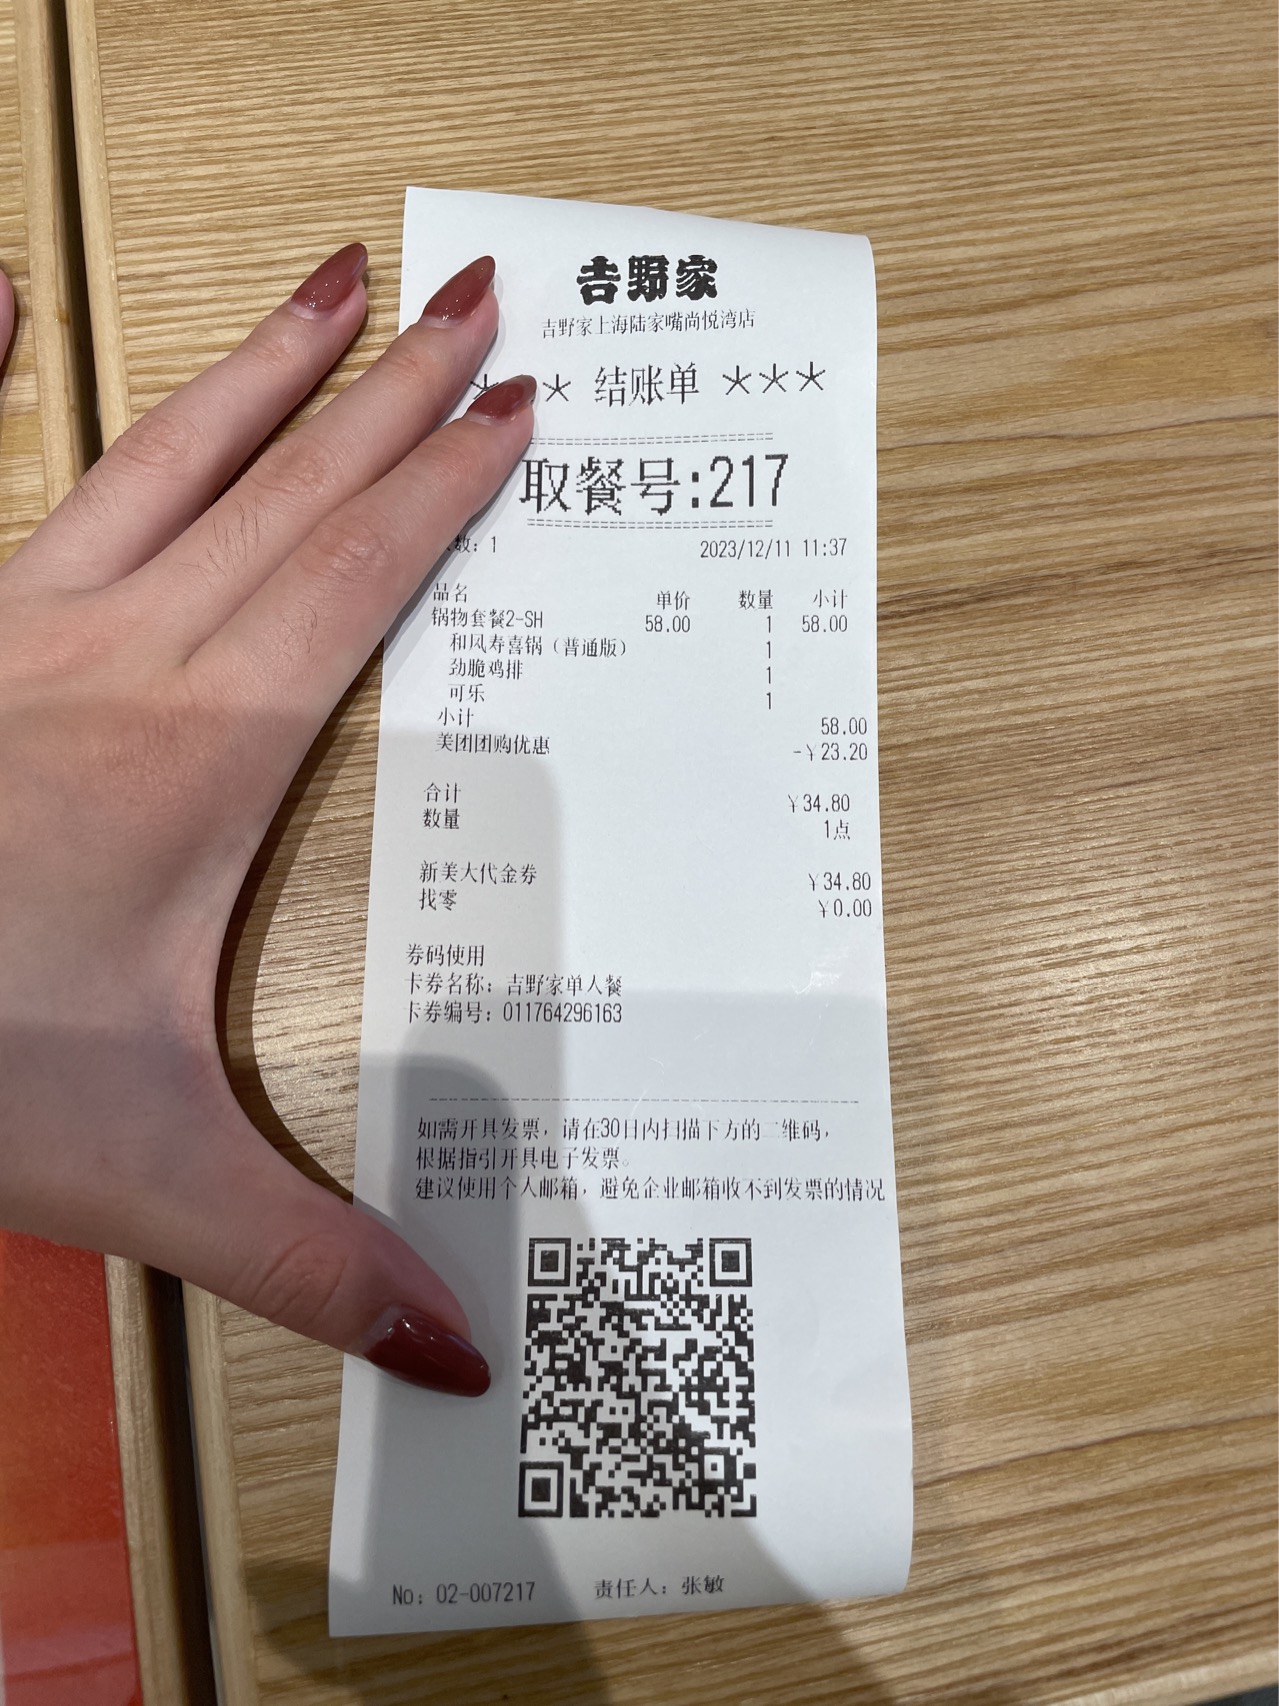 吉野家
吉野家上海陆家嘴尚悦湾店
* * 结账单 ***
取餐号:217
数: 1 2023/12/11 11:37
品名 单价 数量 小计
锅物套餐2-SH 58.00 1 58.00
和风寿喜锅（普通版） 1
劲脆鸡排 1
可乐 1
小计 58.00
美团团购优惠 -￥23.20
合计 ￥34.80
数量 1点
新美大代金券 ￥34.80
找零 ￥0.00
券码使用
卡券名称: 吉野家单人餐
卡券编号: 011764296163
如需开具发票, 请在30日内扫描下方的二维码,
根据指引开具电子发票。
建议使用个人邮箱, 避免企业邮箱收不到发票的情况
No: 02-007217 责任人: 张敏